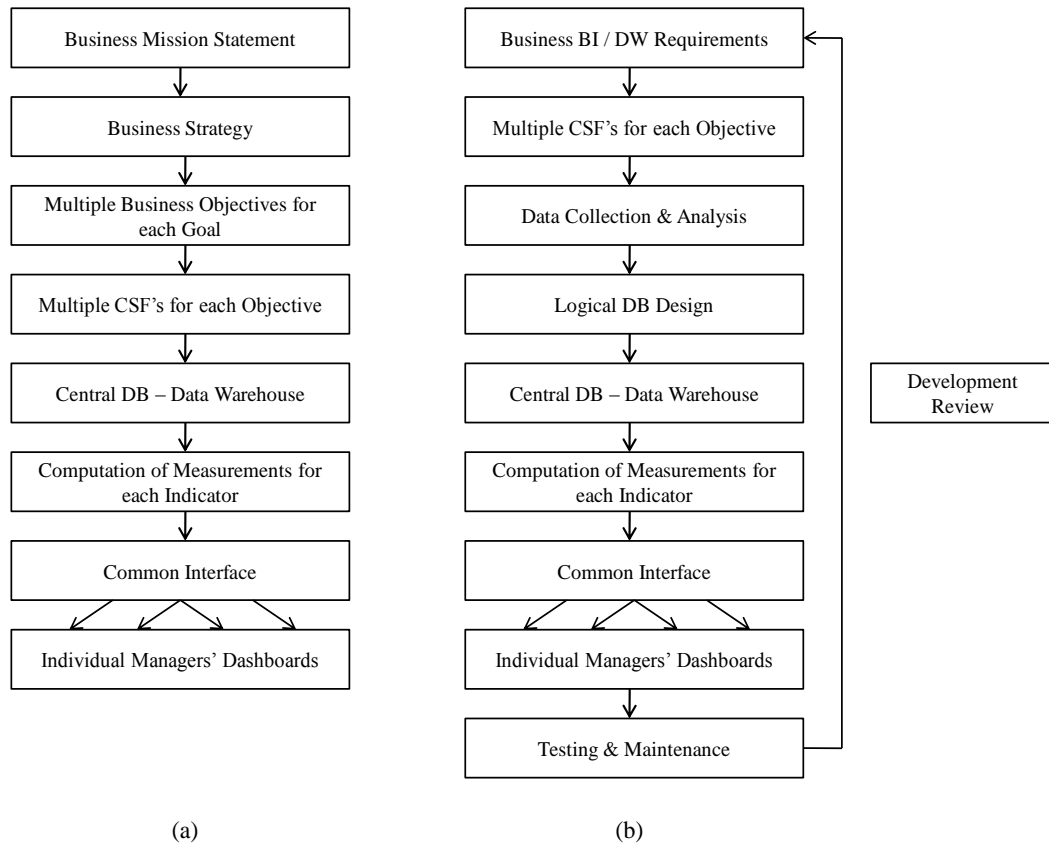 Business Mission Statement
Business Strategy
Multiple Business Objectives for
each Goal
Multiple CSF’s for each Objective
Central DB – Data Warehouse
Computation of Measurements for
each Indicator
Common Interface
Individual Managers’ Dashboards
(a)
Business BI / DW Requirements
Multiple CSF’s for each Objective
Data Collection & Analysis
Logical DB Design
Central DB – Data Warehouse
Computation of Measurements for
each Indicator
Common Interface
Individual Managers’ Dashboards
Testing & Maintenance
(b)
Development
Review